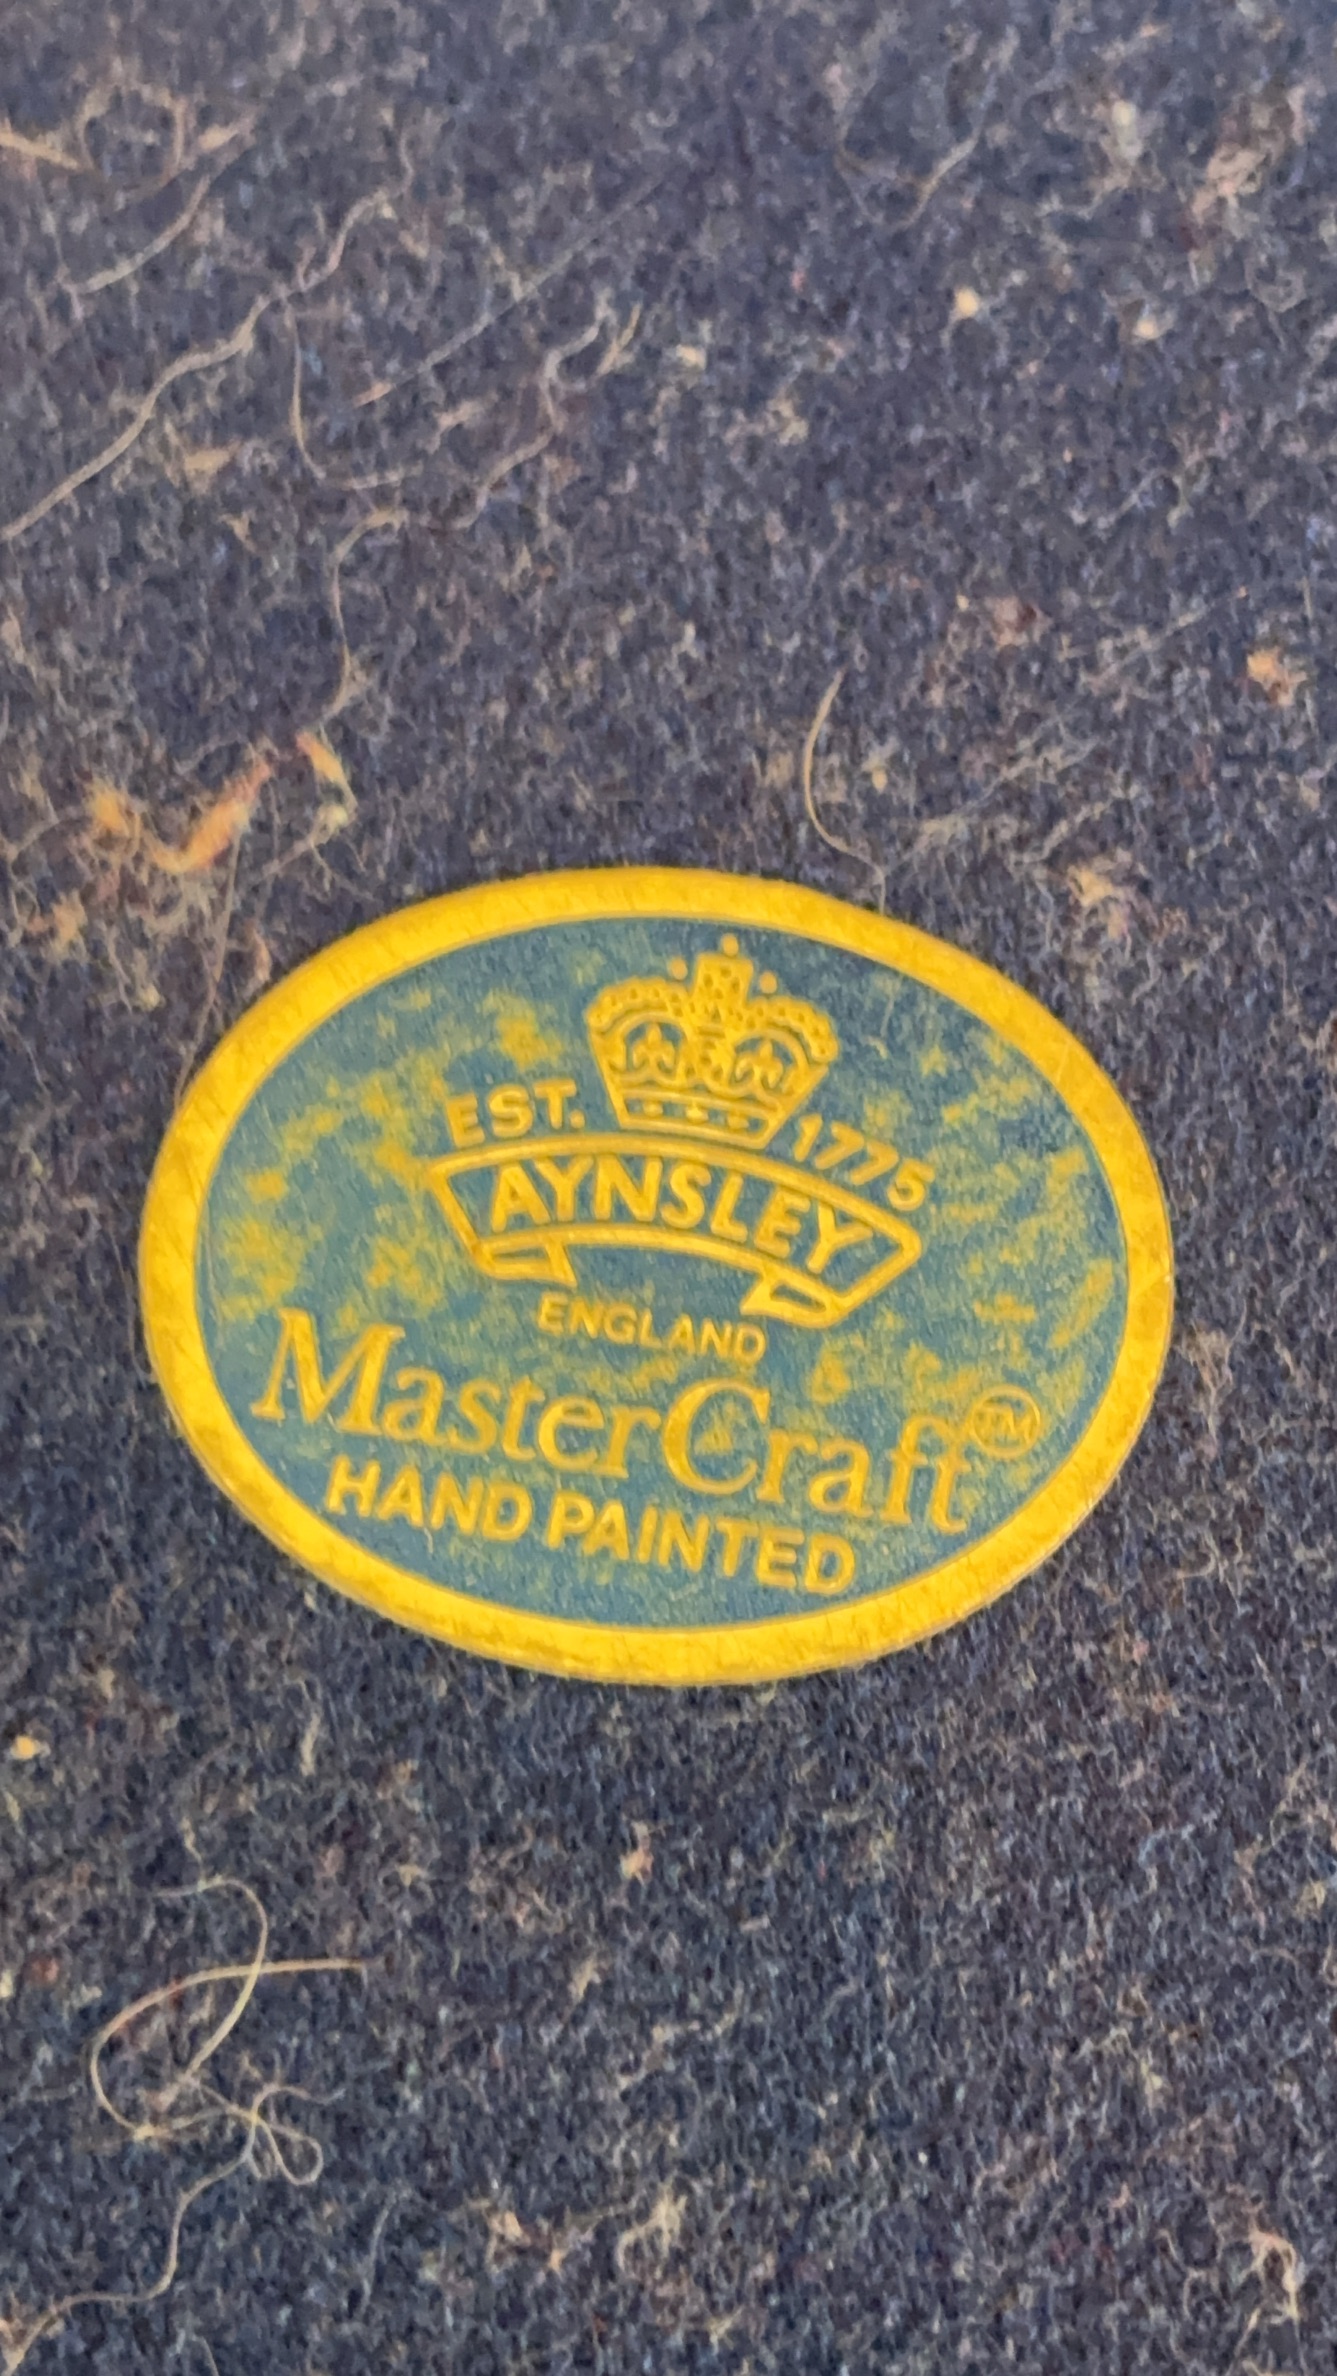 EST. 1775
AYNSLEY
ENGLAND
MasterCraft™
HAND PAINTED